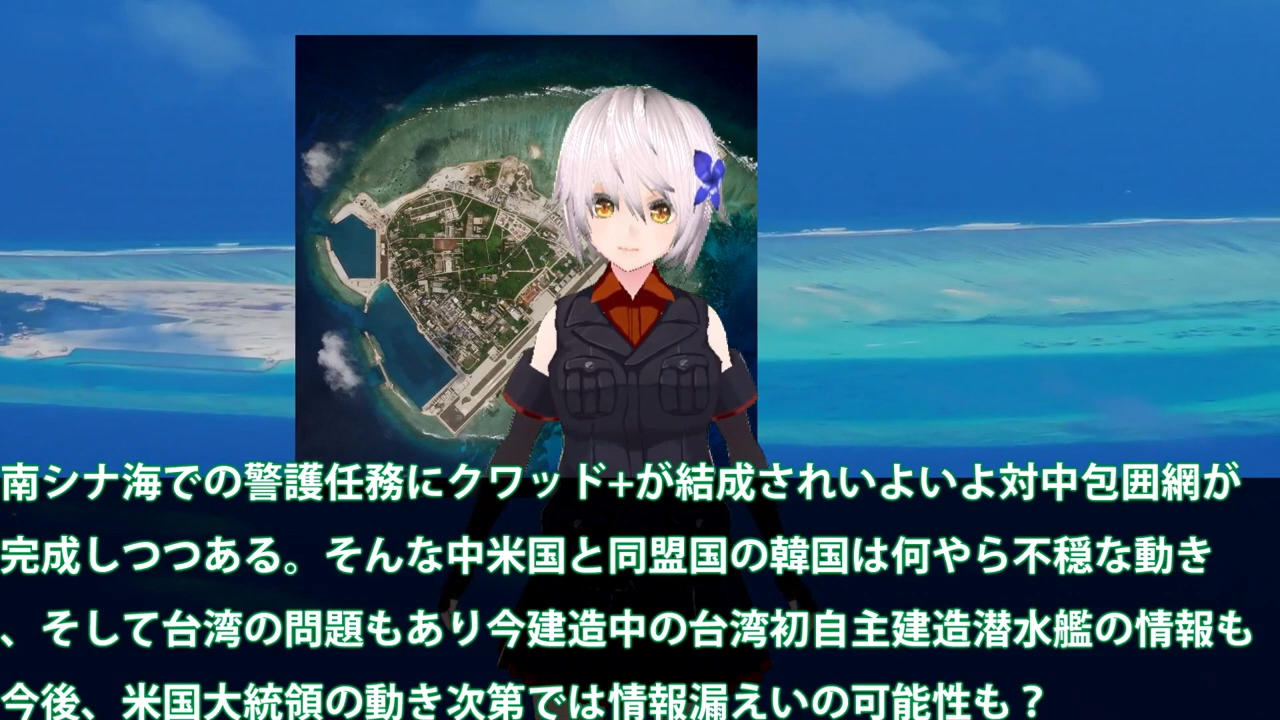 南シナ海での警護任務にクワッド+が結成されいよいよ対中包囲網が
完成しつつある。そんな中米国と同盟国の韓国は何やら不穏な動き
、そして台湾の問題もあり今建造中の台湾初自主建造潜水艦の情報も
今後、米国大統領の動き次第では情報漏えいの可能性も？